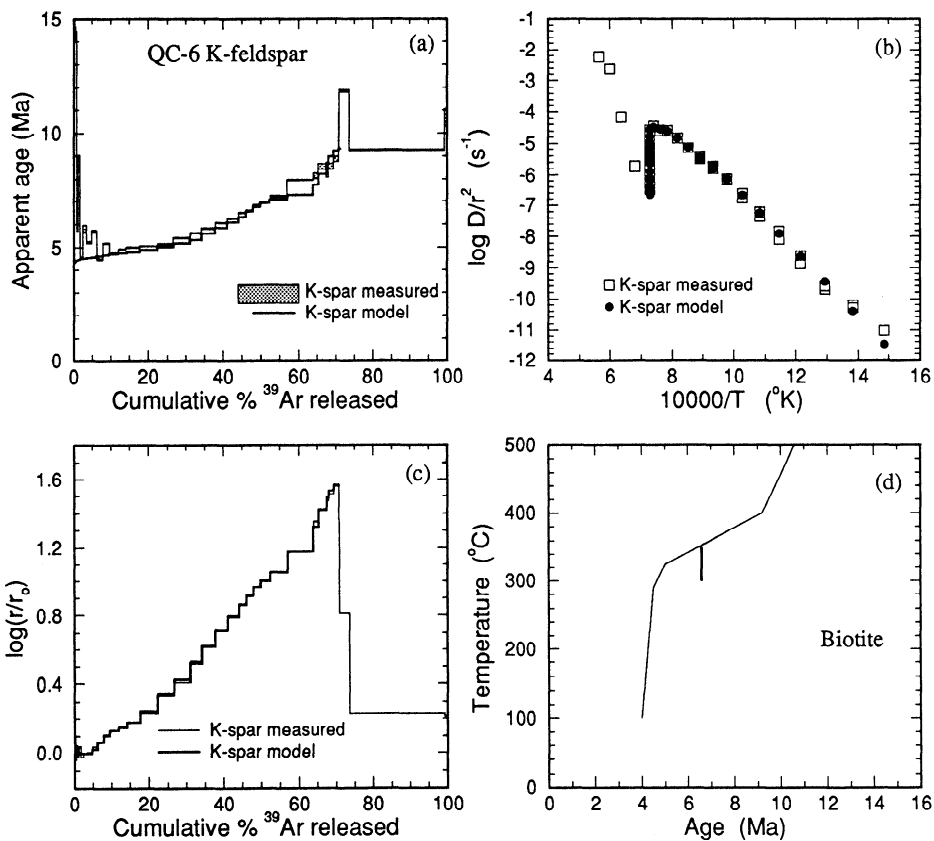 15
10
5
0
Apparent age (Ma)
QC-6 K-feldspar
(a)
K-spar measured
K-spar model
0 20 40 60 80 100
Cumulative % ³⁹Ar released
-1
-2
-3
-4
-5
-6
-7
-8
-9
-10
-11
-12
log D/r² (s⁻¹)
(b)
K-spar measured
K-spar model
4 6 8 10 12 14 16
10000/T (°K)
1.6
1.2
0.8
0.4
0.0
log(r/r₀)
(c)
K-spar measured
K-spar model
0 20 40 60 80 100
Cumulative % ³⁹Ar released
500
400
300
200
100
0
Temperature (°C)
(d)
Biotite
0 2 4 6 8 10 12 14 16
Age (Ma)